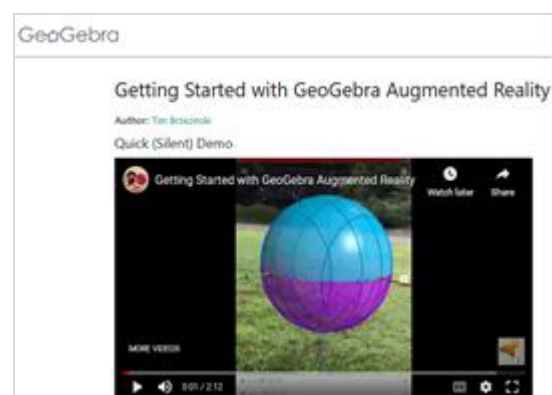 GeoGebra
Getting Started with GeoGebra Augmented Reality
Author: Tim Brzezinski
Quick (Silent) Demo
Getting Started with GeoGebra Augmented Reality
Watch later
Share
MORE VIDEOS
0:01 / 2:12